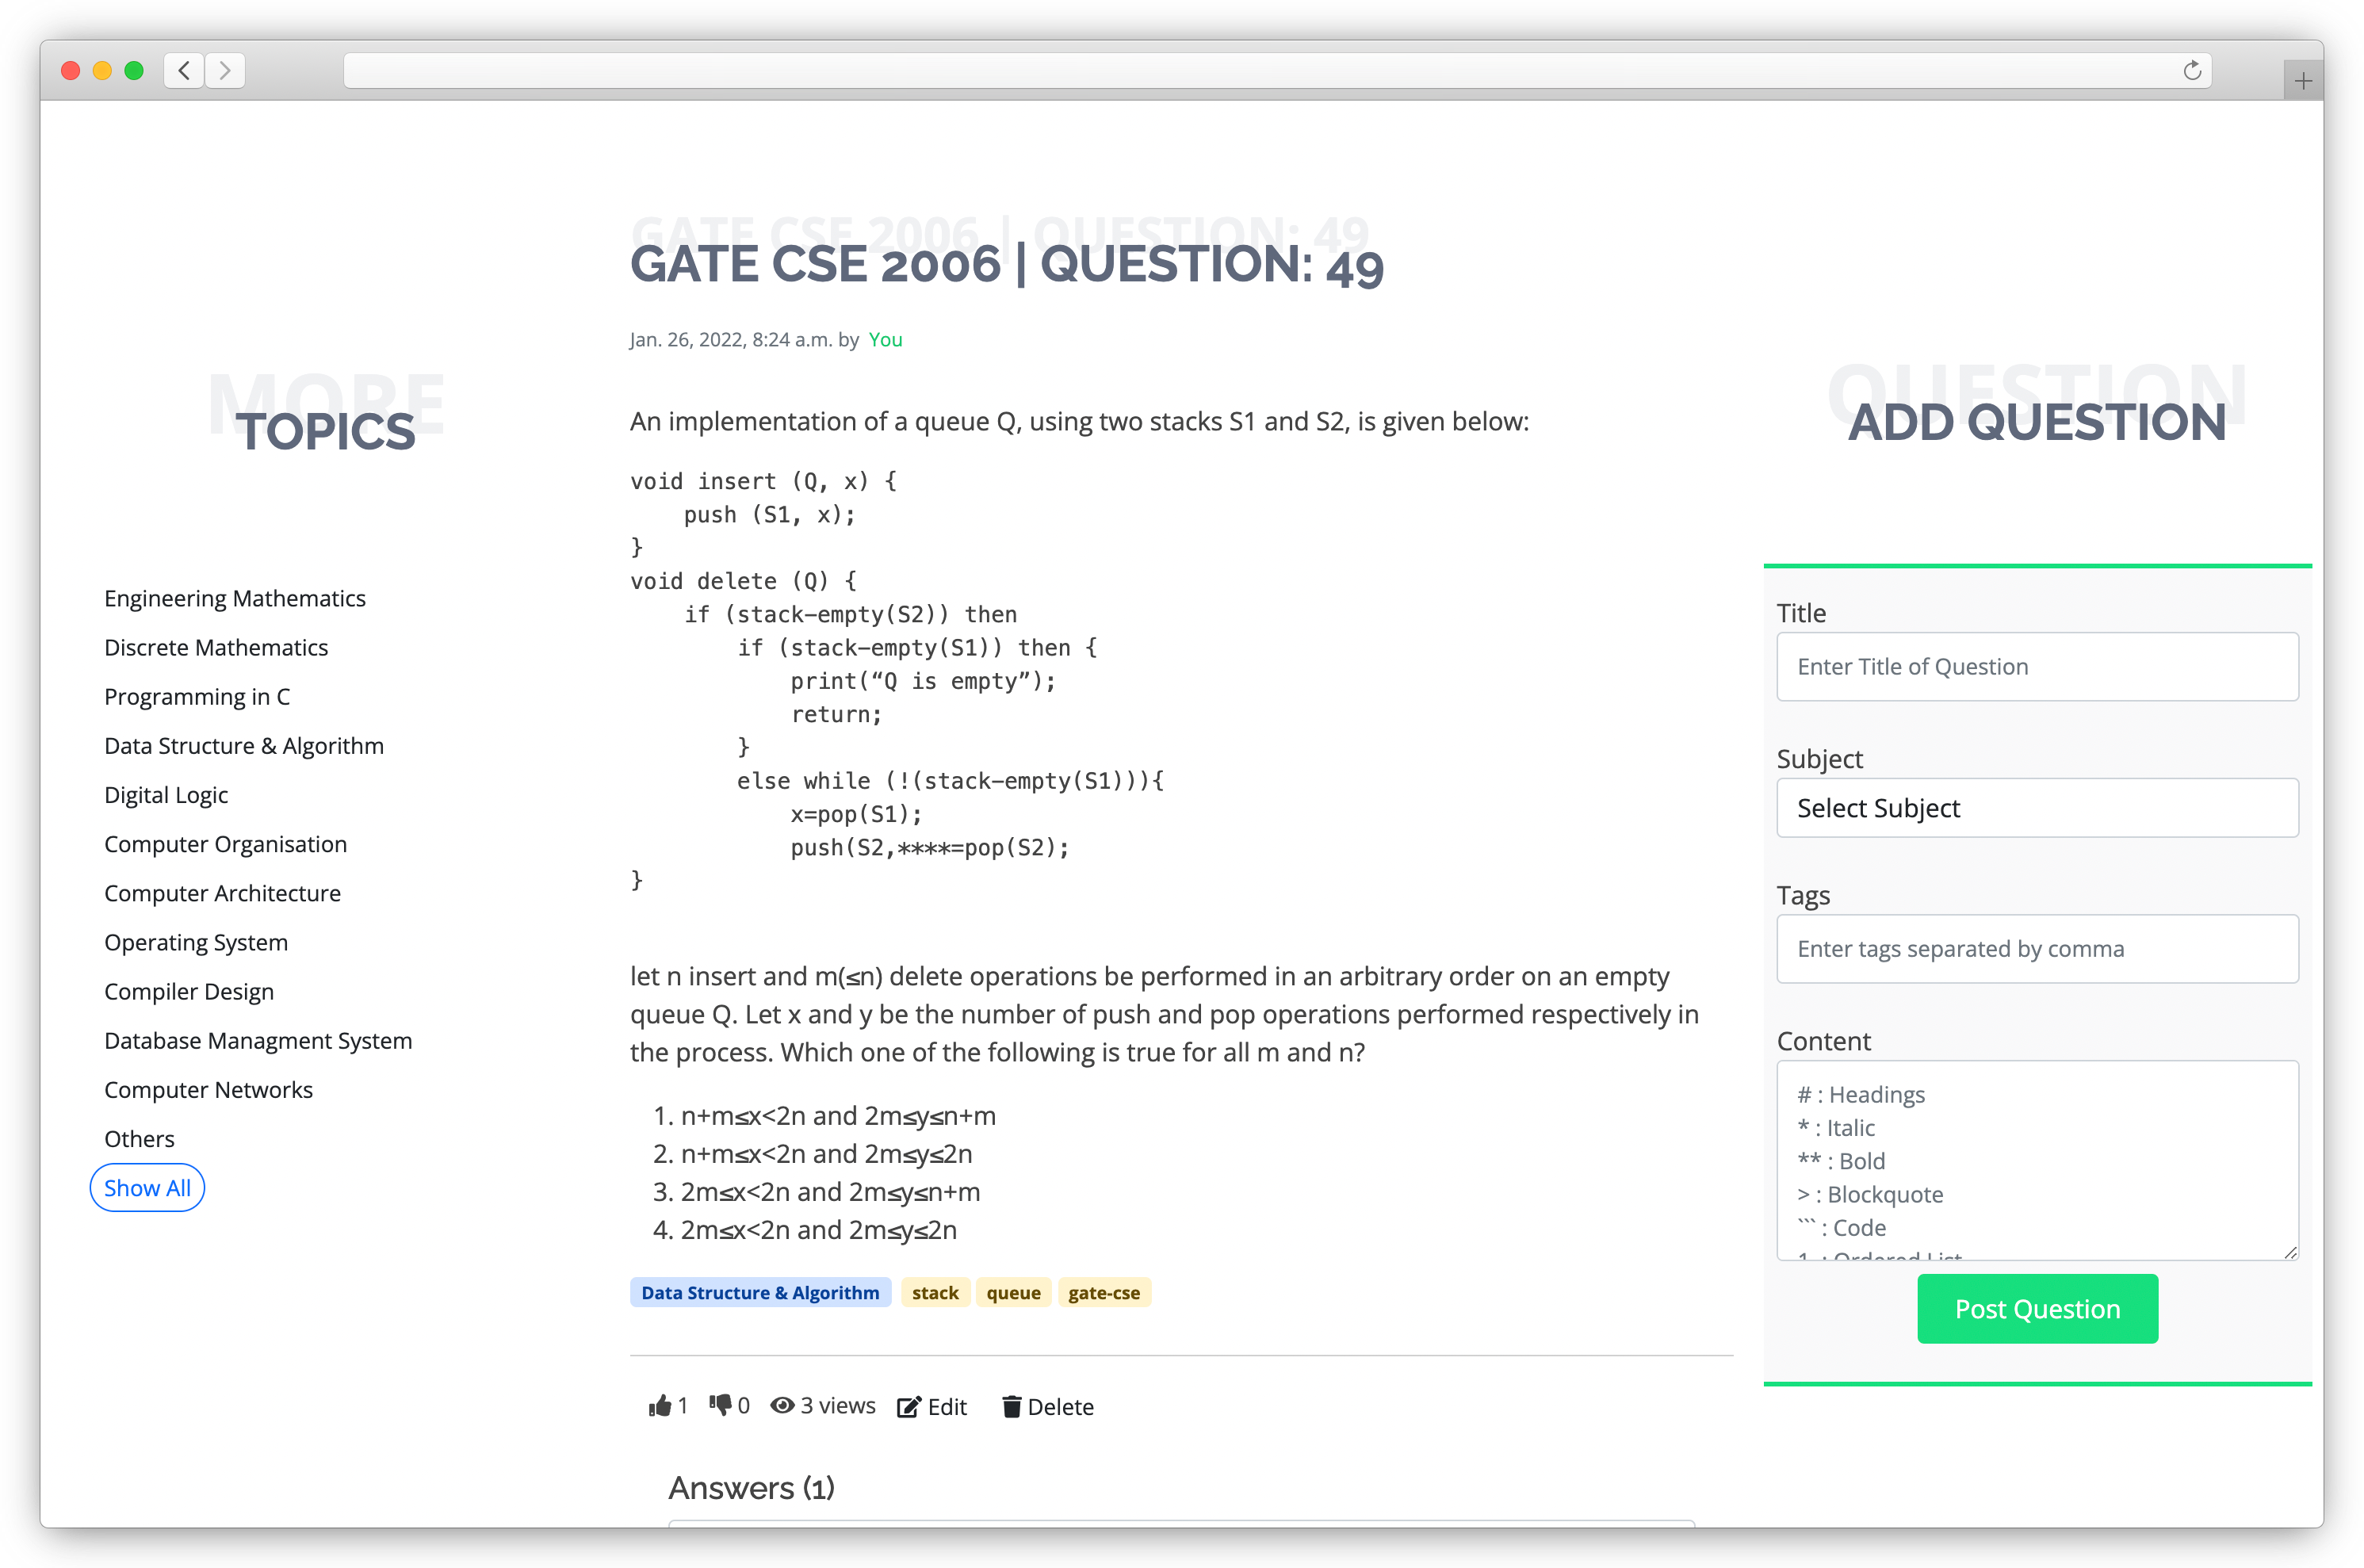 MORE
TOPICS
Engineering Mathematics
Discrete Mathematics
Programming in C
Data Structure & Algorithm
Digital Logic
Computer Organisation
Computer Architecture
Operating System
Compiler Design
Database Managment System
Computer Networks
Others
Show All
GATE CSE 2006 | QUESTION: 49
GATE CSE 2006 | QUESTION: 49
Jan. 26, 2022, 8:24 a.m. by You
An implementation of a queue Q, using two stacks S1 and S2, is given below:
void insert (Q, x) {
    push (S1, x);
}
void delete (Q) {
    if (stack-empty(S2)) then
        if (stack-empty(S1)) then {
            print(“Q is empty”);
            return;
        }
        else while (!(stack-empty(S1))){
            x=pop(S1);
            push(S2,****=pop(S2);
}
let n insert and m(≤n) delete operations be performed in an arbitrary order on an empty
queue Q. Let x and y be the number of push and pop operations performed respectively in
the process. Which one of the following is true for all m and n?
1. n+m≤x<2n and 2m≤y≤n+m
2. n+m≤x<2n and 2m≤y≤2n
3. 2m≤x<2n and 2m≤y≤n+m
4. 2m≤x<2n and 2m≤y≤2n
Data Structure & Algorithm stack queue gate-cse
1 0 3 views Edit Delete
Answers (1)
QUESTION
ADD QUESTION
Title
Enter Title of Question
Subject
Select Subject
Tags
Enter tags separated by comma
Content
# : Headings
* : Italic
** : Bold
> : Blockquote
``` : Code
1. : Ordered List
Post Question